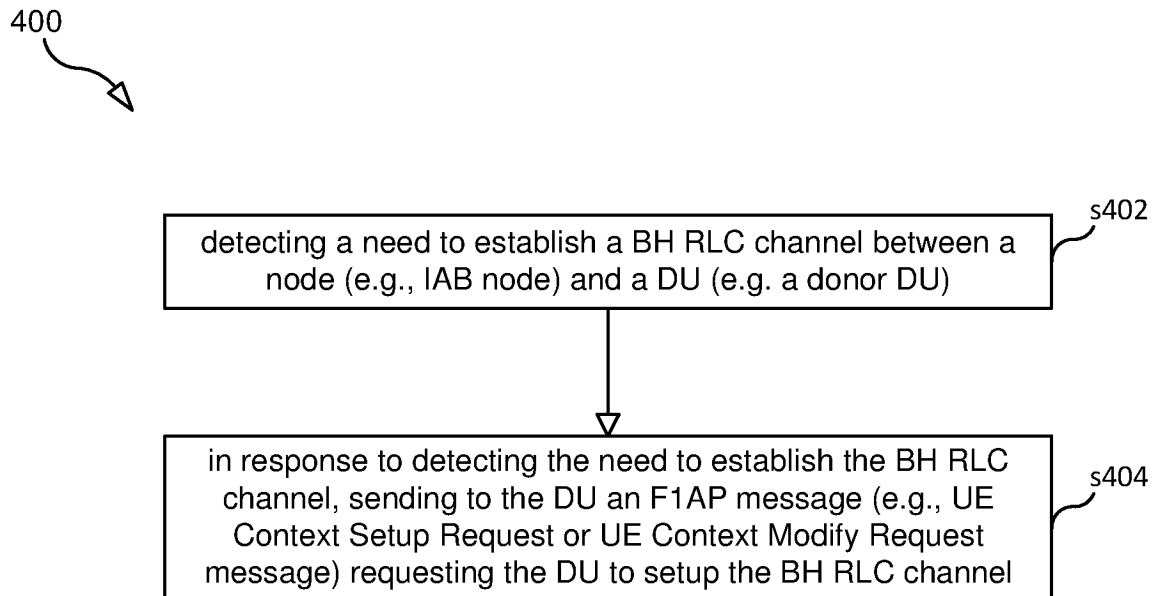 400
s402
detecting a need to establish a BH RLC channel between a
node (e.g., IAB node) and a DU (e.g. a donor DU)
s404
in response to detecting the need to establish the BH RLC
channel, sending to the DU an F1AP message (e.g., UE
Context Setup Request or UE Context Modify Request
message) requesting the DU to setup the BH RLC channel